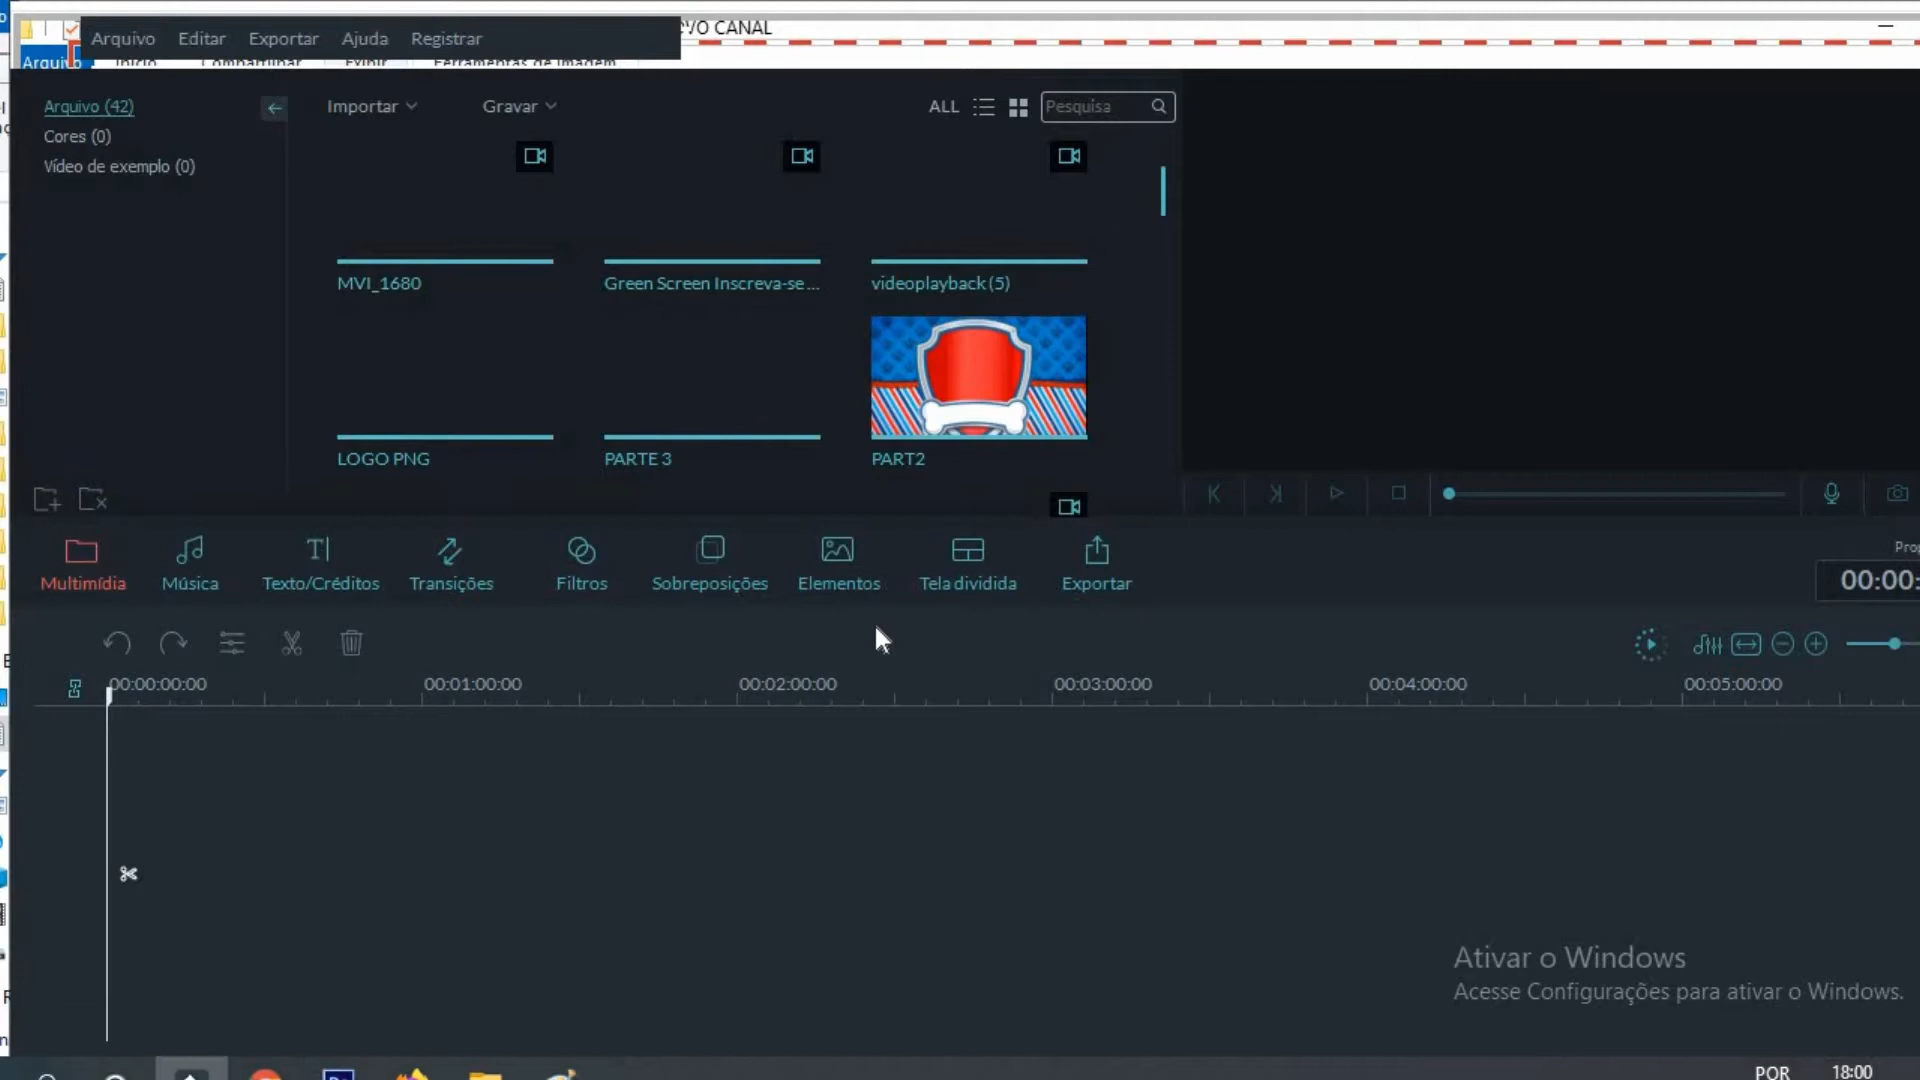 VO CANAL
Arquivo Editar Exportar Ajuda Registrar
Arquivo Início Compartilhar Exibir Ferramentas de Imagem
Arquivo (42)
Cores (0)
Vídeo de exemplo (0)
Importar
Gravar
ALL
Pesquisa
MVI_1680
Green Screen Inscreva-se ...
videoplayback (5)
LOGO PNG
PARTE 3
PART2
Multimídia
Música
Texto/Créditos
Transições
Filtros
Sobreposições
Elementos
Tela dividida
Exportar
Prop
00:00:
00:00:00:00
00:01:00:00
00:02:00:00
00:03:00:00
00:04:00:00
00:05:00:00
Ativar o Windows
Acesse Configurações para ativar o Windows.
POR
18:00